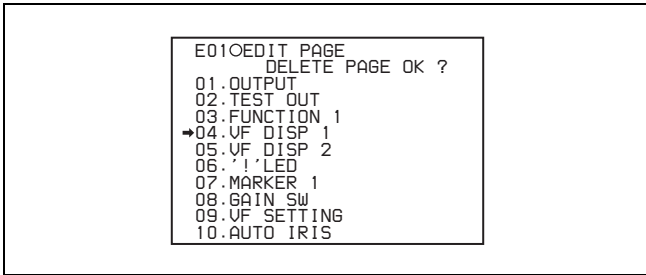 E01○EDIT PAGE
DELETE PAGE OK ?
01.OUTPUT
02.TEST OUT
03.FUNCTION 1
➡04.VF DISP 1
05.VF DISP 2
06.'!'LED
07.MARKER 1
08.GAIN SW
09.VF SETTING
10.AUTO IRIS